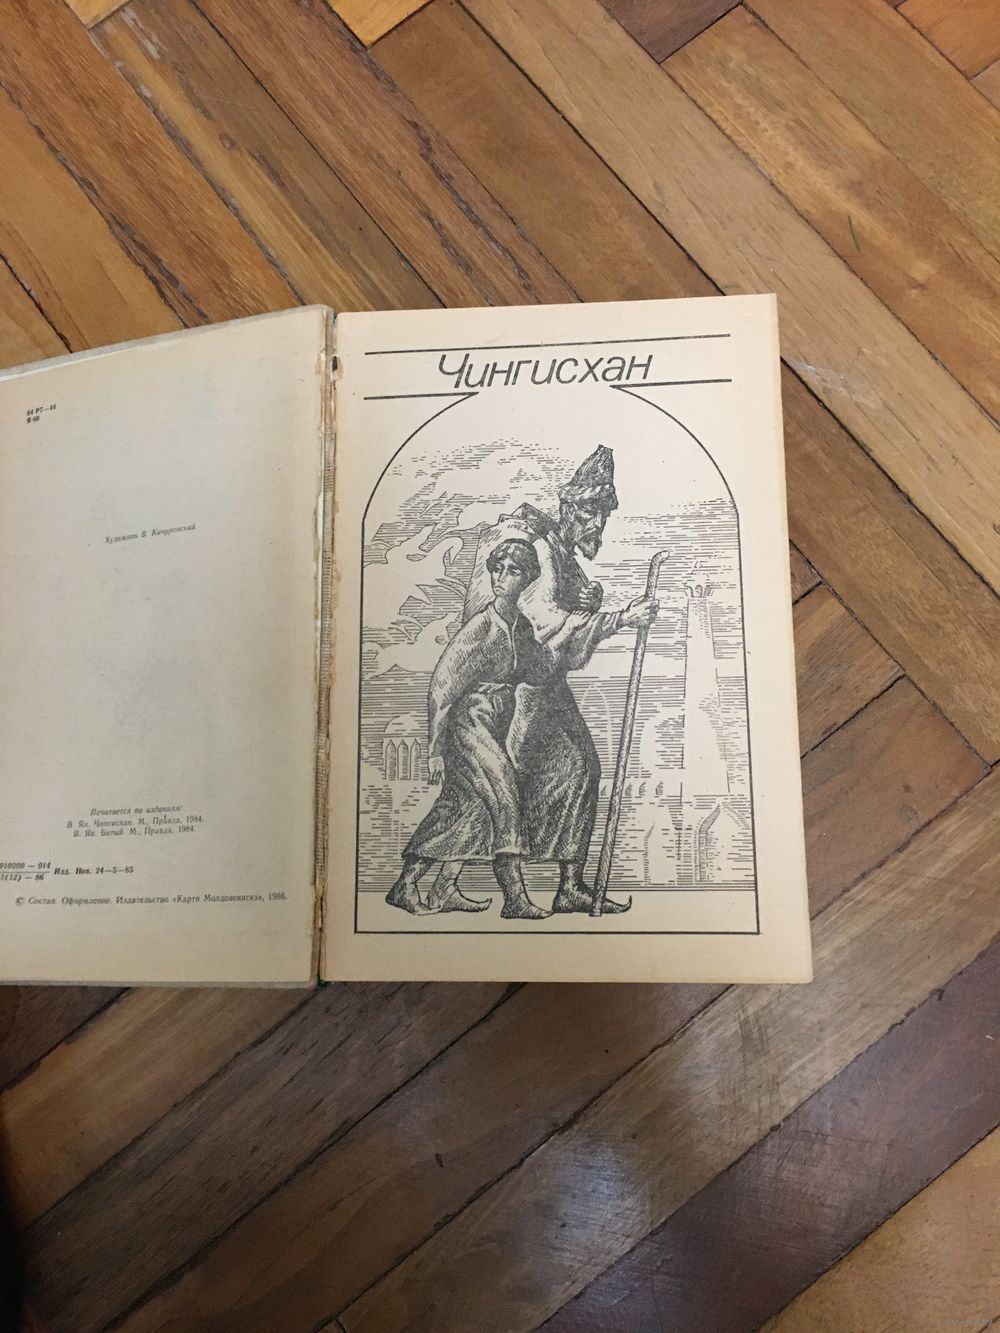 84 Р7—44
Я 60
Художник В. Качуровский
Печатается по изданиям:
В. Ян. Чингисхан. М., Правда, 1984.
В. Ян. Батый М., Правда, 1984.
Изд. Нов. 24—5—85
© Состав. Оформление. Издательство «Картя Молдовеняскэ», 1986.
Чингисхан